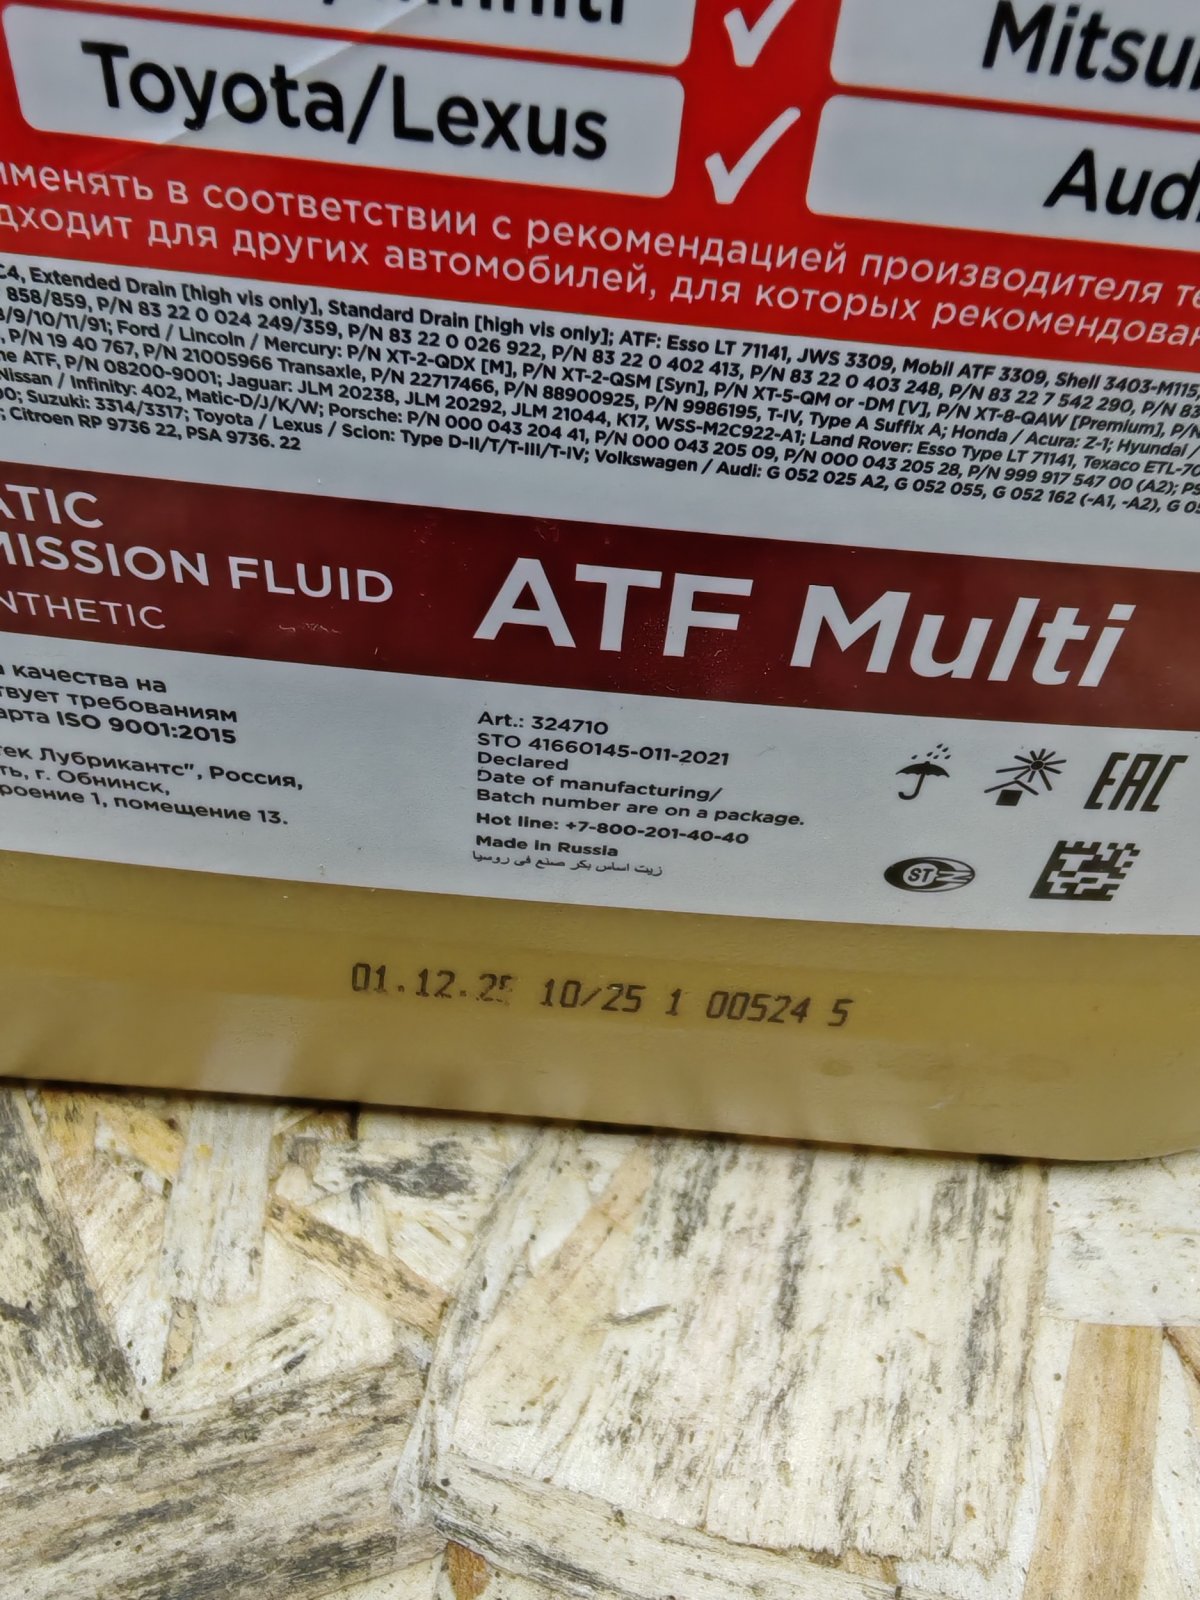 Mitsu
Toyota/Lexus
Aud
в соответствии с рекомендацией производителя
для других автомобилей, для которых рекомендован
C4, Extended Drain [high vis only], Standard Drain [high vis only]; ATF: Esso LT 71141, JWS 3309, Mobil ATF 3309, Shell 3403-M115,
858/859, P/N 83 22 0 024 249/359, P/N 83 22 0 026 922, P/N 83 22 0 402 413, P/N 83 22 0 403 248, P/N 83 22 7 542 290, P/N 83
8/9/10/11/91; Ford / Lincoln / Mercury: P/N XT-2-QDX [M], P/N XT-2-QSM [Syn], P/N XT-5-QM or -DM [V], P/N XT-8-QAW [Premium], P/N
P/N 19 40 767, P/N 21005966 Transaxle, P/N 22717466, P/N 88900925, P/N 9986195, T-IV, Type A Suffix A; Honda / Acura: Z-1; Hyundai /
ATF, P/N 08200-9001; Jaguar: JLM 20238, JLM 20292, JLM 21044, K17, WSS-M2C922-A1; Land Rover: Esso Type LT 71141, Texaco ETL-70
Nissan / Infinity: 402, Matic-D/J/K/W; Porsche: P/N 000 043 204 41, P/N 000 043 205 09, P/N 000 043 205 28, P/N 999 917 547 00 (A2);
Suzuki: 3314/3317; Toyota / Lexus / Scion: Type D-II/T/T-III/T-IV; Volkswagen / Audi: G 052 025 A2, G 052 055, G 052 162 (-A1, -A2), G
Citroen RP 9736 22, PSA 9736. 22
ATIC
MISSION FLUID
NTHETIC
ATF Multi
качества на
требованиям
ISO 9001:2015
Лубрикантс", Россия,
г. Обнинск,
1, помещение 13.
Art.: 324710
STO 41660145-011-2021
Declared
Date of manufacturing/
Batch number are on a package.
Hot line: +7-800-201-40-40
Made in Russia
زيت اساس بكر صنع في روسيا
EAC
ST
01.12.25 10/25 1 00524 5